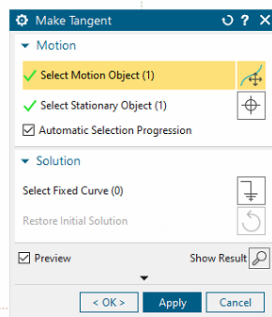 Make Tangent
Motion
Select Motion Object (1)
Select Stationary Object (1)
Automatic Selection Progression
Solution
Select Fixed Curve (0)
Restore Initial Solution
Preview
Show Result
< OK >
Apply
Cancel